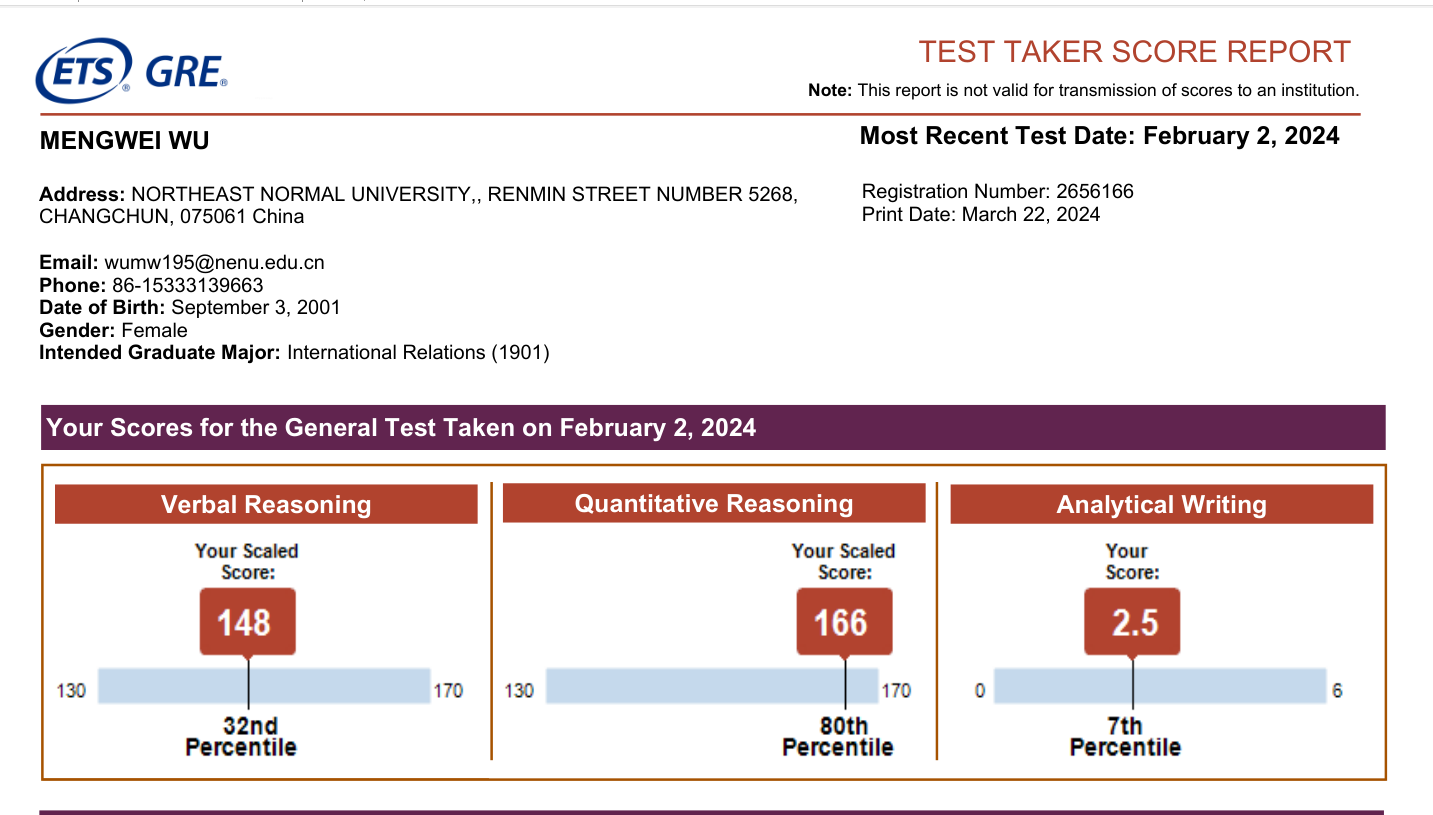 ETS® GRE®
TEST TAKER SCORE REPORT
Note: This report is not valid for transmission of scores to an institution.
MENGWEI WU
Most Recent Test Date: February 2, 2024
Address: NORTHEAST NORMAL UNIVERSITY,, RENMIN STREET NUMBER 5268,
CHANGCHUN, 075061 China
Registration Number: 2656166
Print Date: March 22, 2024
Email: wumw195@nenu.edu.cn
Phone: 86-15333139663
Date of Birth: September 3, 2001
Gender: Female
Intended Graduate Major: International Relations (1901)
Your Scores for the General Test Taken on February 2, 2024
Verbal Reasoning
Your Scaled
Score:
148
130
170
32nd
Percentile
Quantitative Reasoning
Your Scaled
Score:
166
130
170
80th
Percentile
Analytical Writing
Your
Score:
2.5
0
6
7th
Percentile